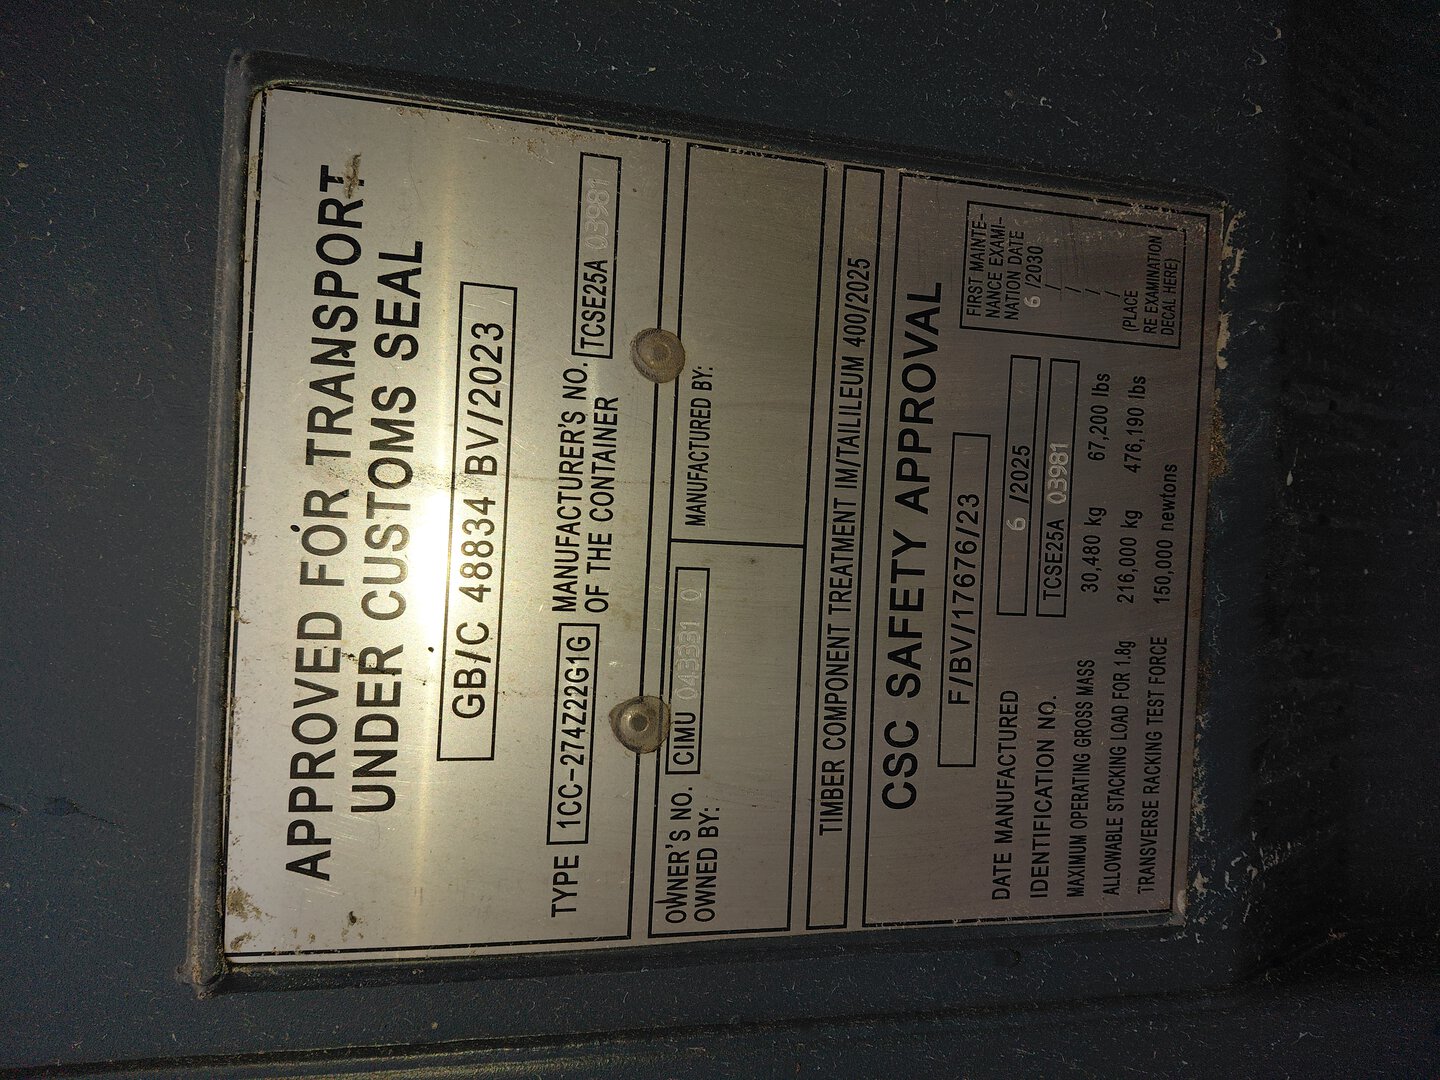 APPROVED FOR TRANSPORT
UNDER CUSTOMS SEAL
GB/C 48834 BV/2023
TYPE 1CC-274Z22G1G MANUFACTURER'S NO. OF THE CONTAINER TCSE25A 03981
OWNER'S NO. CIMU 043331 0
OWNED BY:
MANUFACTURED BY:
TIMBER COMPONENT TREATMENT IM/TAILILEUM 400/2025
CSC SAFETY APPROVAL
F/BV/17676/23
DATE MANUFACTURED 6 /2025
IDENTIFICATION NO. TCSE25A 03981
MAXIMUM OPERATING GROSS MASS 30,480 kg 67,200 lbs
ALLOWABLE STACKING LOAD FOR 1.8g 216,000 kg 476,190 lbs
TRANSVERSE RACKING TEST FORCE 150,000 newtons
FIRST MAINTE-
NANCE EXAMI-
NATION DATE
6 /2030
(PLACE
RE EXAMINATION
DECAL HERE)